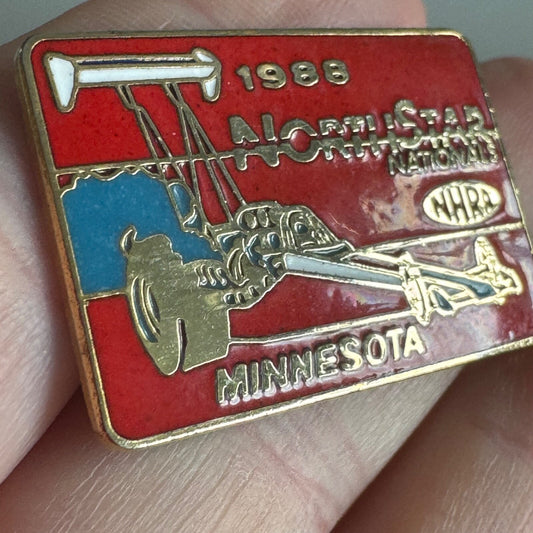 1988
NORTHSTAR
NATIONALS
NHRA
MINNESOTA